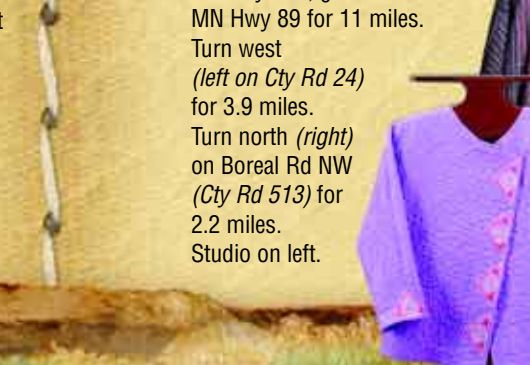 MN Hwy 89 for 11 miles.
Turn west
(left on Cty Rd 24)
for 3.9 miles.
Turn north (right)
on Boreal Rd NW
(Cty Rd 513) for
2.2 miles.
Studio on left.